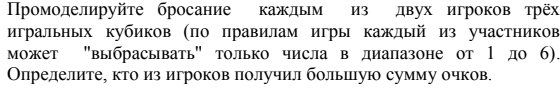 Промоделируйте бросание каждым из двух игроков трёх
игральных кубиков (по правилам игры каждый из участников
может "выбрасывать" только числа в диапазоне от 1 до 6).
Определите, кто из игроков получил большую сумму очков.